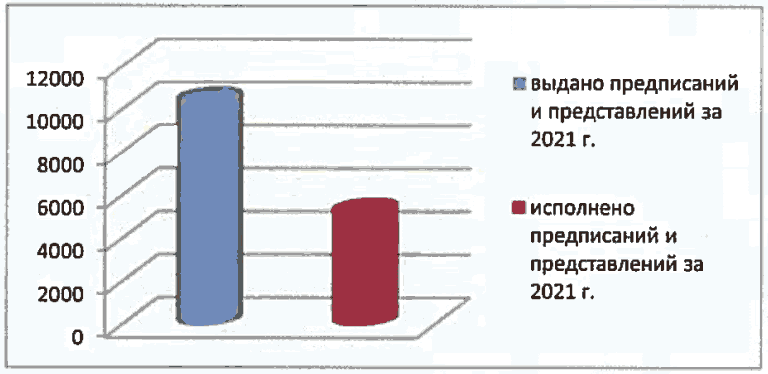 12000
10000
8000
6000
4000
2000
0
выдано предписаний
и представлений за
2021 г.
исполнено
предписаний и
представлений за
2021 г.